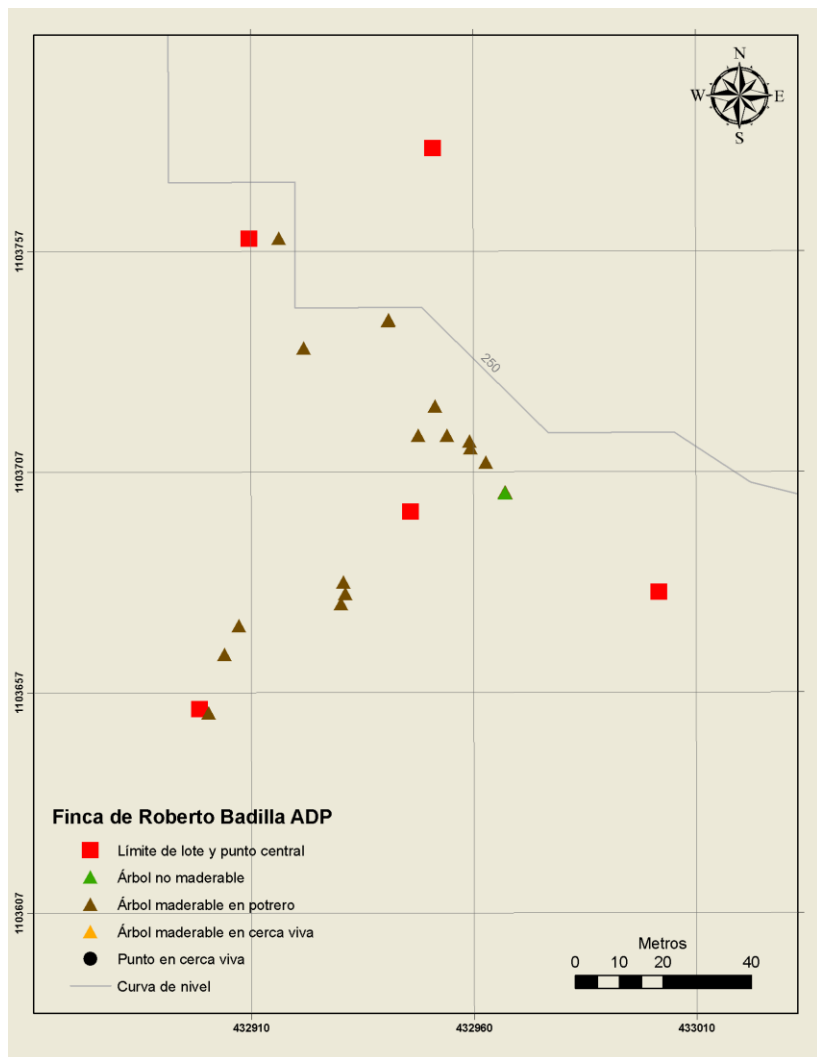 N
W E
S
1103757
250
1103707
1103657
Finca de Roberto Badilla ADP
Límite de lote y punto central
Árbol no maderable
Árbol maderable en potrero
Árbol maderable en cerca viva
Punto en cerca viva
Curva de nivel
1103607
Metros
0 10 20 40
432910 432960 433010